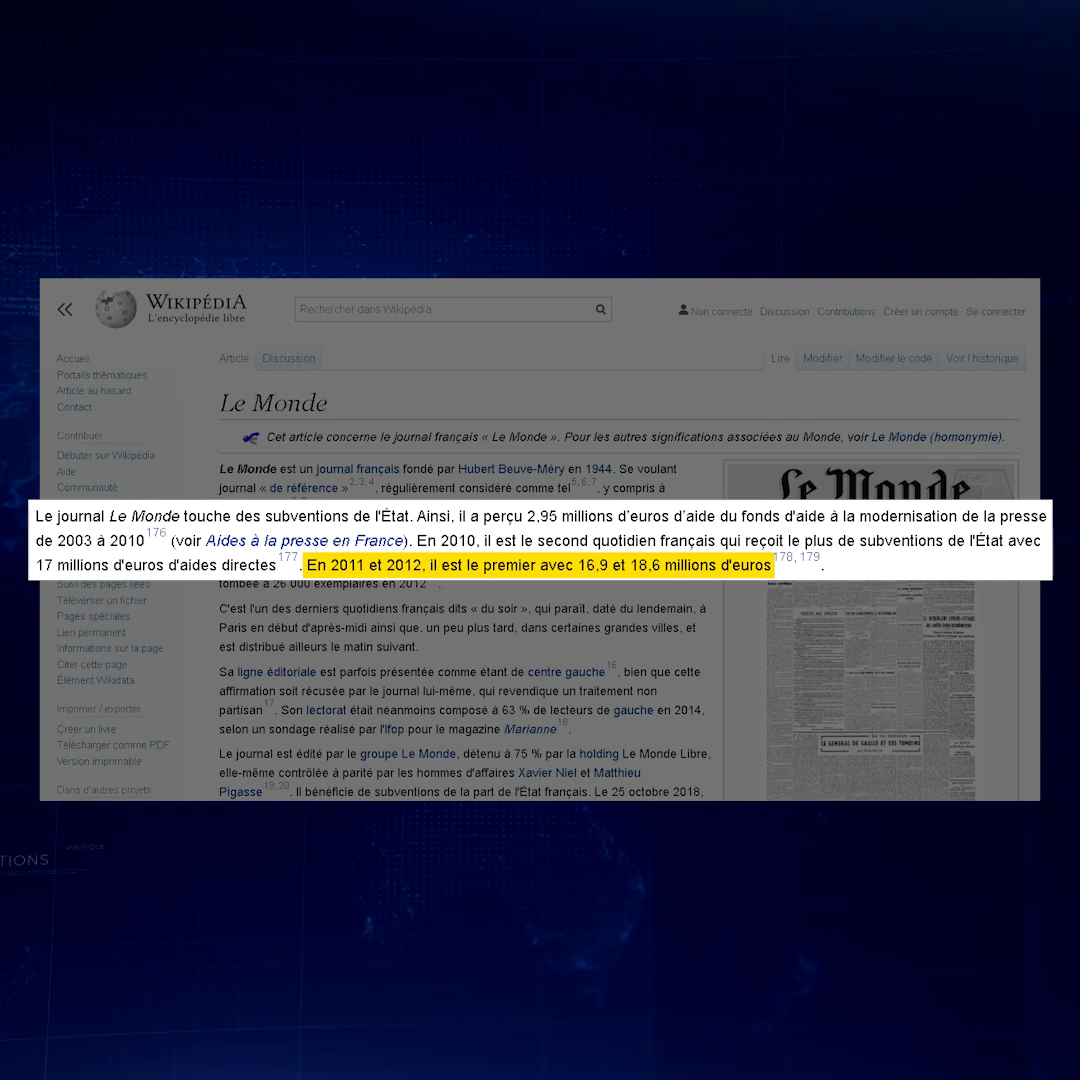 WIKIPÉDIA
L'encyclopédie libre
Rechercher dans Wikipédia
Non connecté Discussion Contributions Créer un compte Se connecter
Article Discussion
Lire Modifier Modifier le code Voir l'historique
Accueil
Portails thématiques
Article au hasard
Contact
Contribuer
Débuter sur Wikipédia
Aide
Communauté
Le Monde
Cet article concerne le journal français « Le Monde ». Pour les autres significations associées au Monde, voir Le Monde (homonymie).
Le Monde est un journal français fondé par Hubert Beuve-Méry en 1944. Se voulant
journal « de référence »2,3,4, régulièrement considéré comme tel5,6,7, y compris à
Le Monde
Le journal Le Monde touche des subventions de l'État. Ainsi, il a perçu 2,95 millions d'euros d'aide du fonds d'aide à la modernisation de la presse
de 2003 à 2010176 (voir Aides à la presse en France). En 2010, il est le second quotidien français qui reçoit le plus de subventions de l'État avec
17 millions d'euros d'aides directes177. En 2011 et 2012, il est le premier avec 16,9 et 18,6 millions d'euros178, 179.
Suivi des pages liées
Téléverser un fichier
Pages spéciales
Lien permanent
Informations sur la page
Citer cette page
Élément Wikidata
Imprimer / exporter
Créer un livre
Télécharger comme PDF
Version imprimable
Dans d'autres projets
tombée à 26 000 exemplaires en 2012
C'est l'un des derniers quotidiens français dits « du soir », qui paraît, daté du lendemain, à
Paris en début d'après-midi ainsi que, un peu plus tard, dans certaines grandes villes, et
est distribué ailleurs le matin suivant.
Sa ligne éditoriale est parfois présentée comme étant de centre gauche16, bien que cette
affirmation soit récusée par le journal lui-même, qui revendique un traitement non
partisan17. Son lectorat était néanmoins composé à 63 % de lecteurs de gauche en 2014,
selon un sondage réalisé par l'Ifop pour le magazine Marianne18.
Le journal est édité par le groupe Le Monde, détenu à 75 % par la holding Le Monde Libre,
elle-même contrôlée à parité par les hommes d'affaires Xavier Niel et Matthieu
Pigasse19,20. Il bénéficie de subventions de la part de l'État français. Le 25 octobre 2018,
LE GENERAL DE GAULLE ET SES TEMOINS
TIONS
POLITIQUE